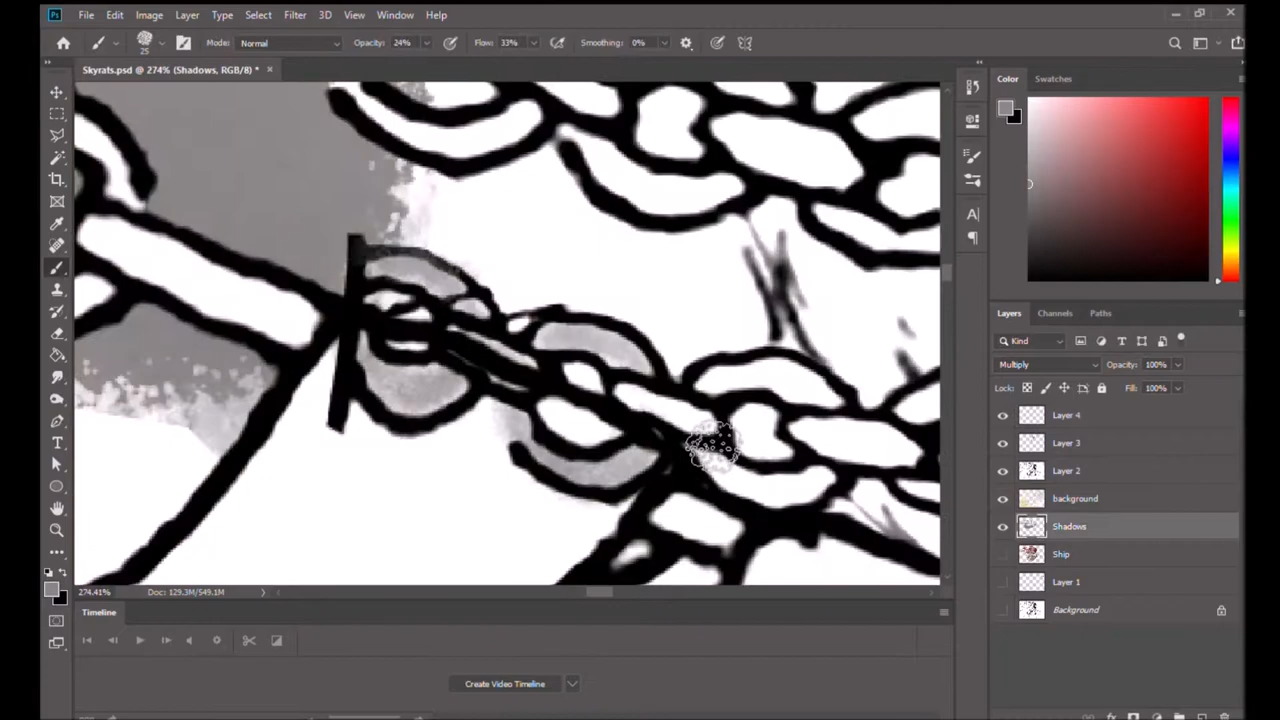 Ps File Edit Image Layer Type Select Filter 3D View Window Help
25 Mode: Normal Opacity: 24% Flow: 33% Smoothing: 0%
Skyrats.psd @ 274% (Shadows, RGB/8) *
Color Swatches
Layers Channels Paths
Kind
Multiply Opacity: 100%
Lock: Fill: 100%
Layer 4
Layer 3
Layer 2
background
Shadows
Ship
Layer 1
Background
274.41% Doc: 129.3M/549.1M
Timeline
Create Video Timeline